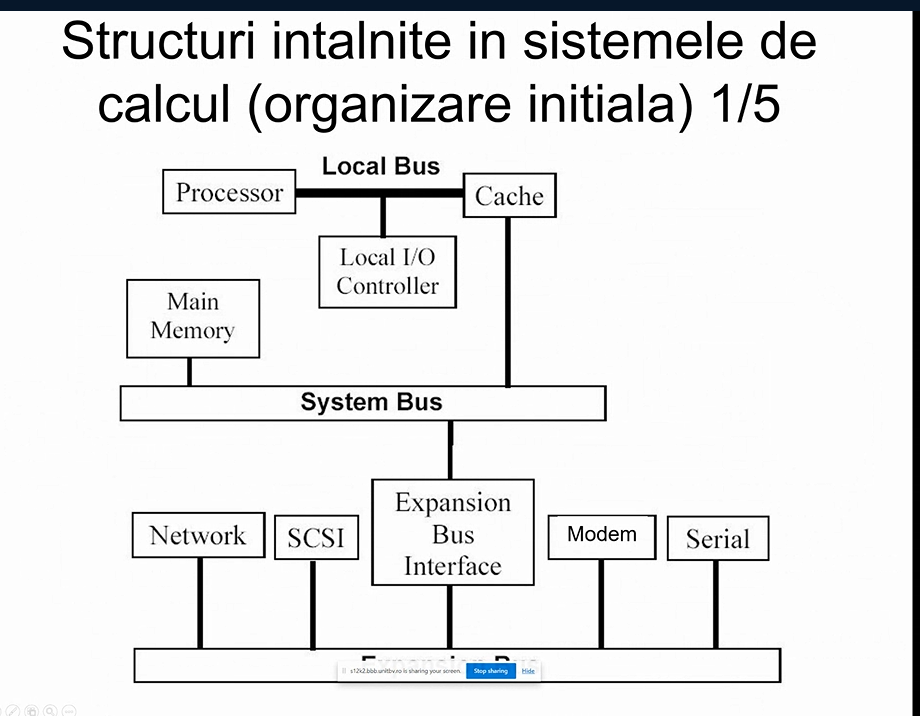 Structuri intalnite in sistemele de
calcul (organizare initiala) 1/5
Local Bus
Processor
Cache
Local I/O
Controller
Main
Memory
System Bus
Expansion
Bus
Interface
Network
SCSI
Modem
Serial
s12k2.bbb.unitbv.ro is sharing your screen.
Stop sharing
Hide